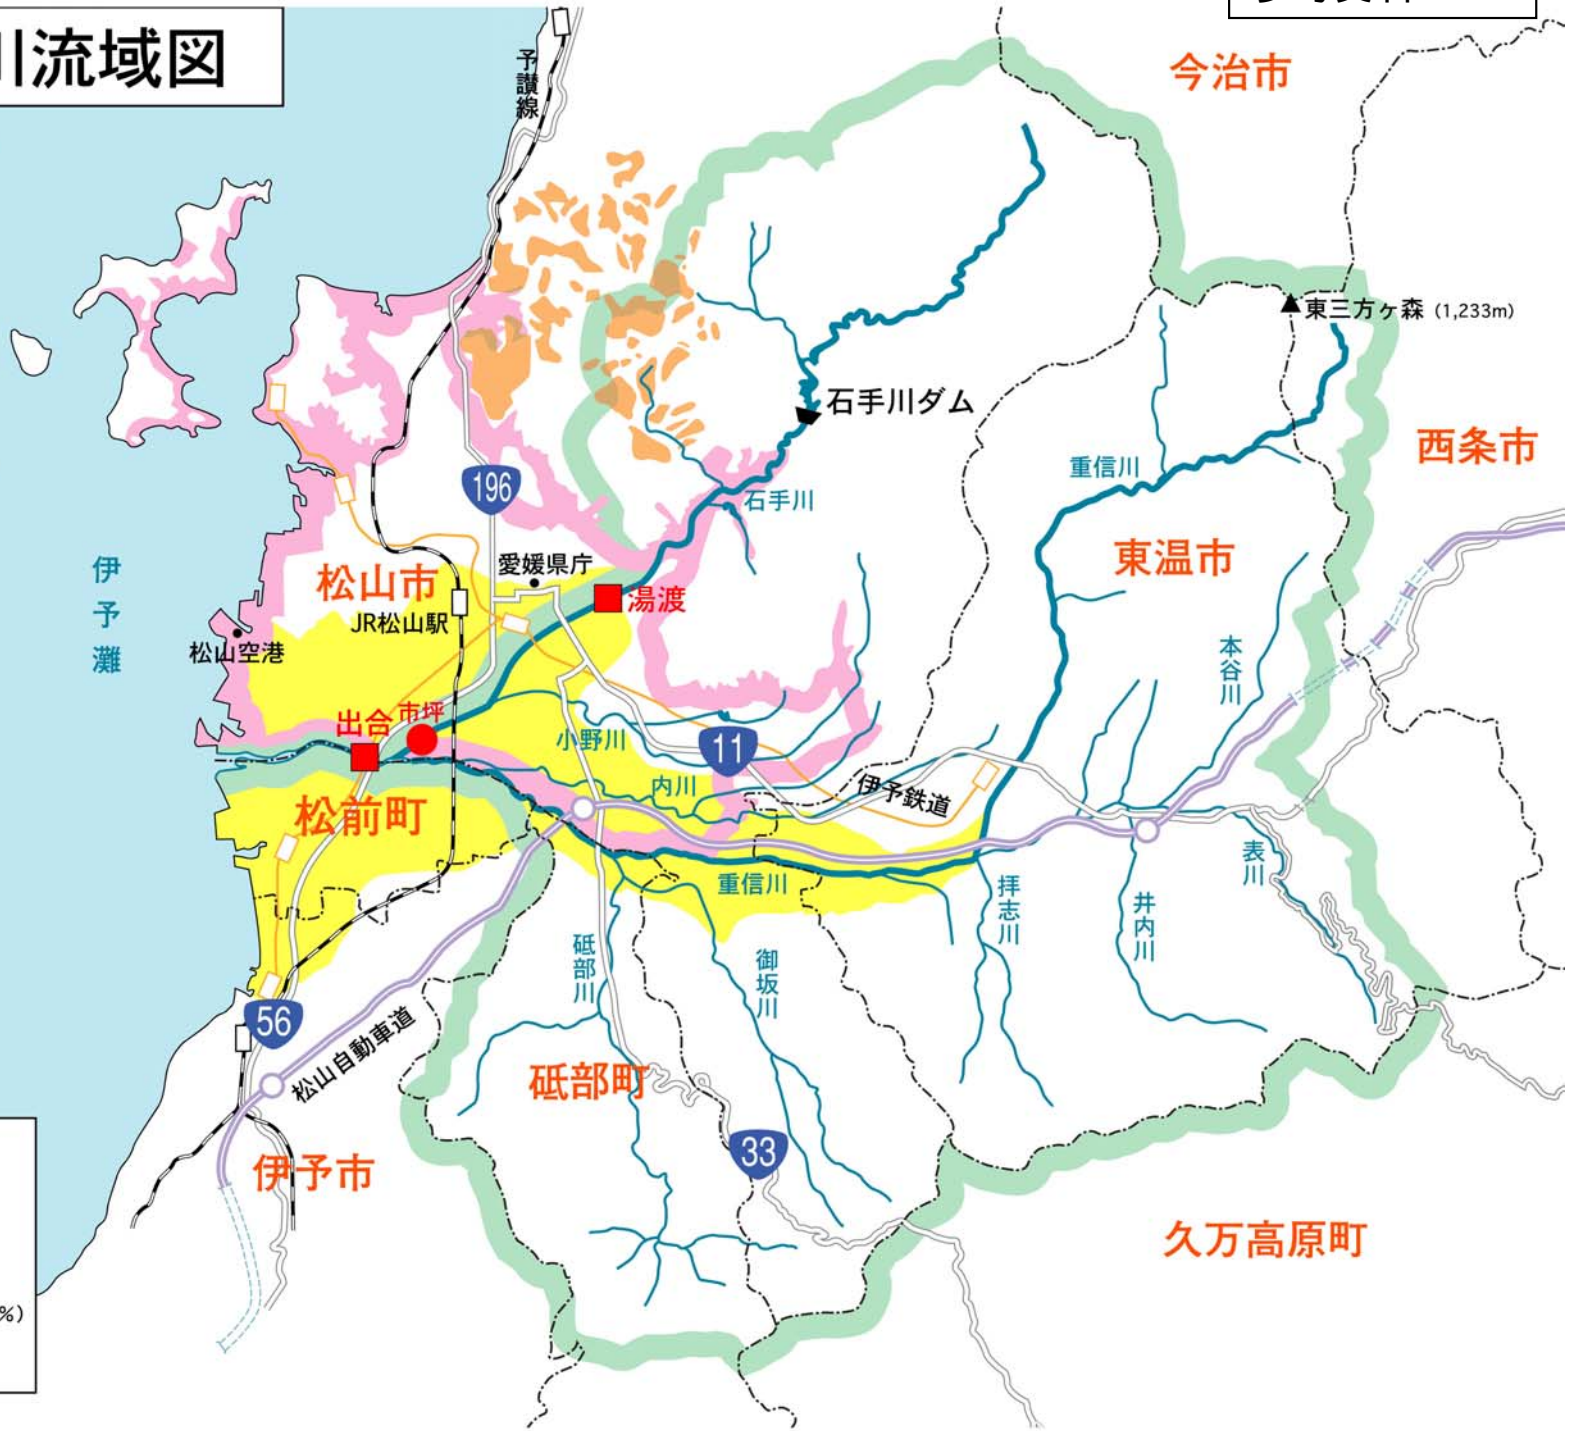 川流域図
予讃線
今治市
東三方ヶ森 (1,233m)
石手川ダム
西条市
重信川
196
石手川
伊予灘
愛媛県庁
東温市
松山市
湯渡
JR松山駅
松山空港
本谷川
出合
市坪
小野川
11
内川
伊予鉄道
松前町
表川
重信川
拝志川
井内川
砥部川
御坂川
56
松山自動車道
砥部町
33
伊予市
久万高原町
%)